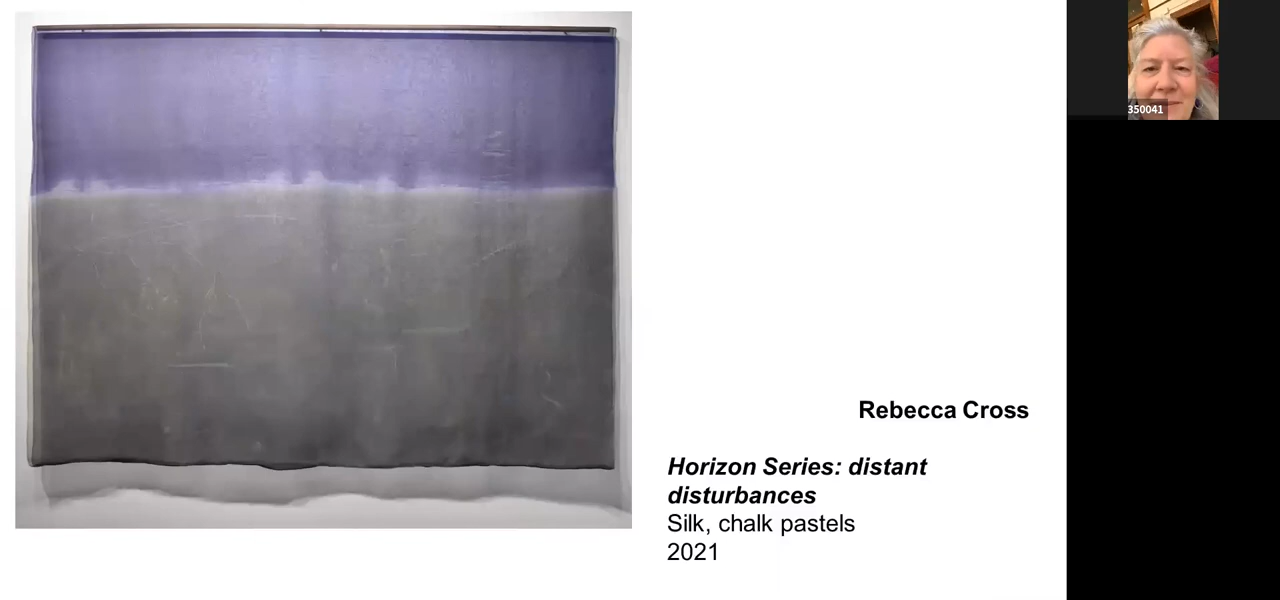 350041
Rebecca Cross
Horizon Series: distant
disturbances
Silk, chalk pastels
2021